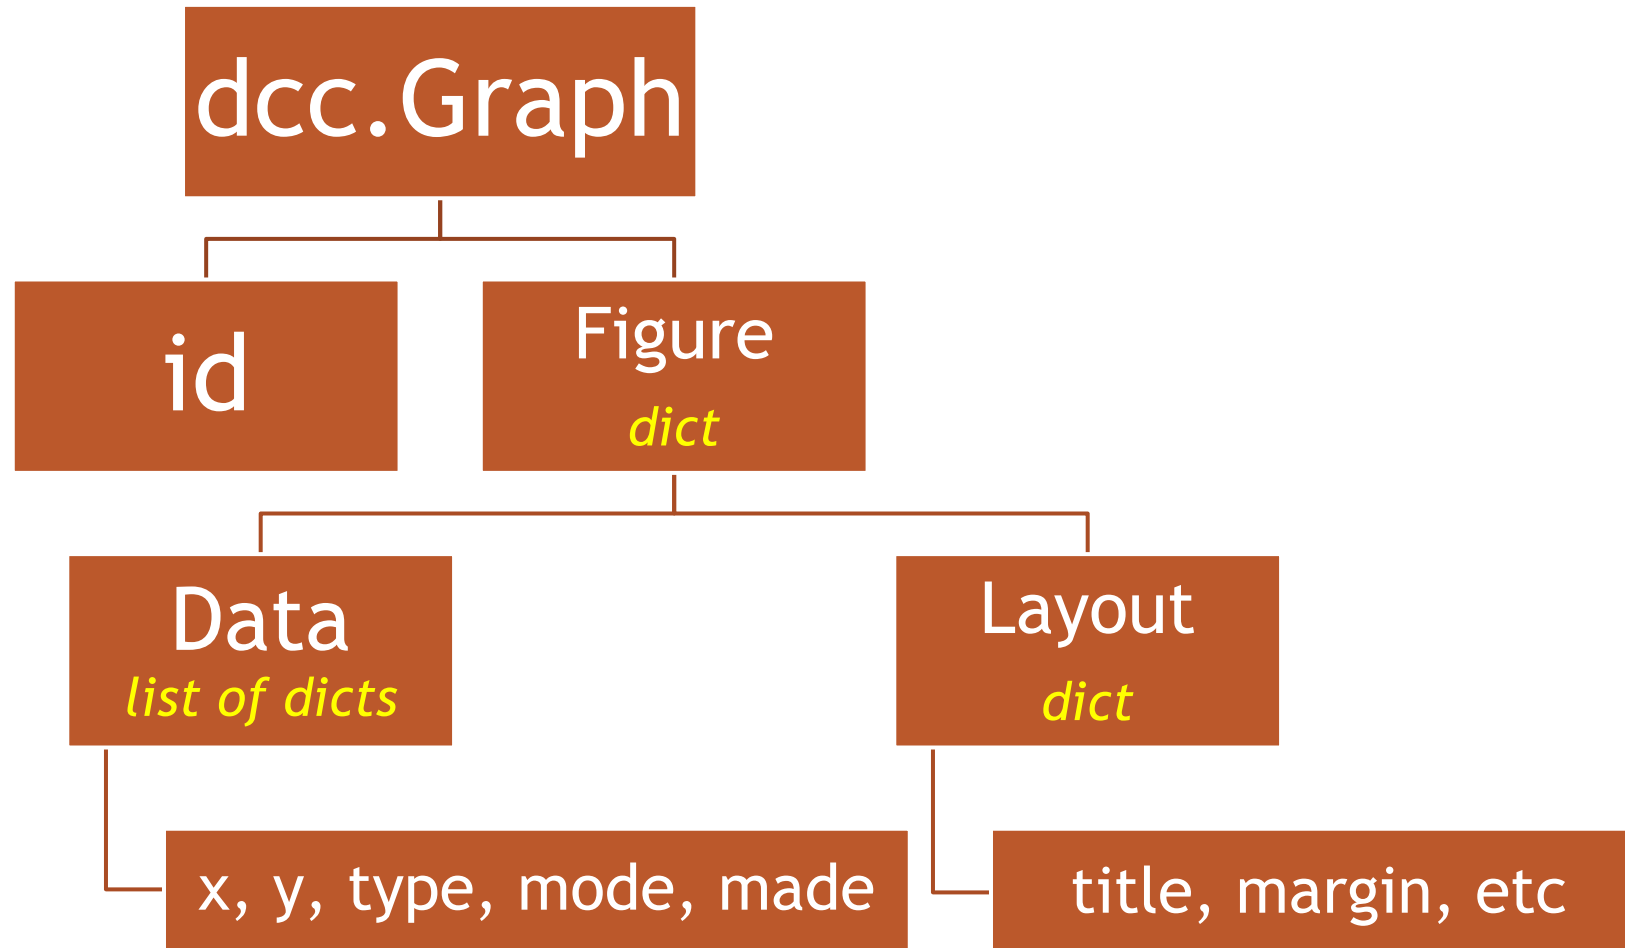 dcc.Graph
id
Figure
dict
Data
list of dicts
Layout
dict
x, y, type, mode, made
title, margin, etc